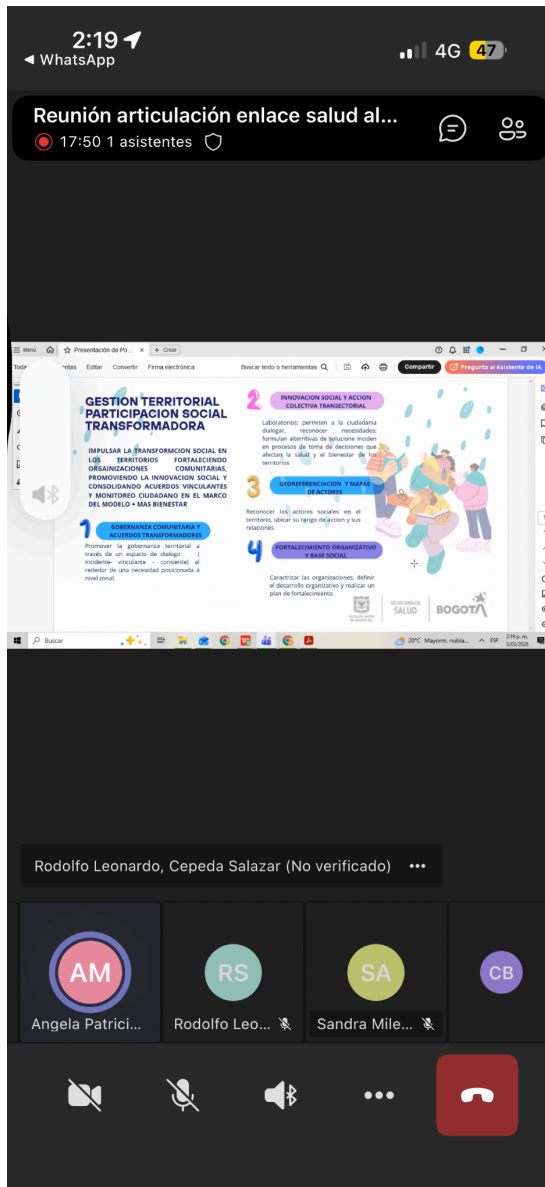 2:19
WhatsApp
4G 47
Reunión articulación enlace salud al...
17:50 1 asistentes
Menú
Presentación de Po...
+ Crear
Editar Convertir Firma electrónica
Buscar texto o herramientas
Compartir
Pregunta al Asistente de IA
GESTION TERRITORIAL
PARTICIPACION SOCIAL
TRANSFORMADORA
IMPULSAR LA TRANSFORMCION SOCIAL EN
LOS TERRITORIOS FORTALECIENDO
ORGAINIZACIONES COMUNITARIAS,
PROMOVIENDO LA INNOVACION SOCIAL Y
CONSOLIDANDO ACUERDOS VINCULANTES
Y MONITOREO CIUDADANO EN EL MARCO
DEL MODELO + MAS BIENESTAR
1
GOBERNANZA COMUNITARIA Y
ACUERDOS TRANSFORMADORES
Promover la gobernanza territorial a
través de un espacio de dialogo (
incidente- vinculante - consiente) al
rededor de una necesidad posicionada a
nivel zonal.
2
INNOVACION SOCIAL Y ACCION
COLECTIVA TRANSECTORIAL
Laboratorios: permiten a la ciudadania
dialogar, reconocer necesidades;
formulan altermitivas de solucione inciden
en procesos de toma de decisiones que
afectan la salud y el bienestar de los
territorios
3
GEOREFERENCIACION Y MAPAS
DE ACTORES
Reconocer los actores sociales en el
territorio, ubicar su rango de accion y sus
relaciones
4
FORTALECIMIENTO ORGANIZATIVO
Y BASE SOCIAL
Caractrizar las organizaciones, definir
el desarrollo organizativo y realizar un
plan de fortalecimiento.
SECRETARÍA DE
SALUD
BOGOTÁ
Buscar
20°C Mayorm. nubla...
ESP
2:19 p. m.
3/03/2026
Rodolfo Leonardo, Cepeda Salazar (No verificado)
AM
RS
SA
CB
Angela Patrici...
Rodolfo Leo...
Sandra Mile...